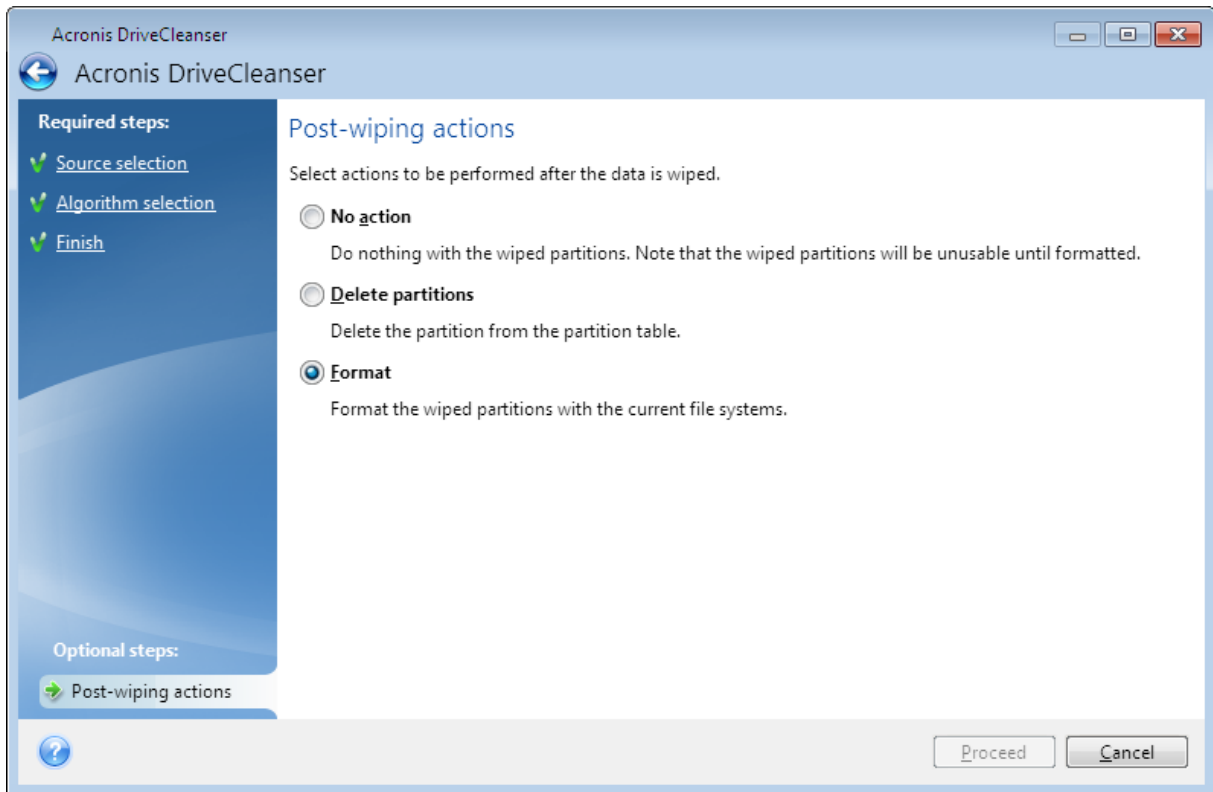 Acronis DriveCleanser
Acronis DriveCleanser
Required steps:
Source selection
Algorithm selection
Finish
Optional steps:
Post-wiping actions
Post-wiping actions
Select actions to be performed after the data is wiped.
No action
Do nothing with the wiped partitions. Note that the wiped partitions will be unusable until formatted.
Delete partitions
Delete the partition from the partition table.
Format
Format the wiped partitions with the current file systems.
?
Proceed
Cancel